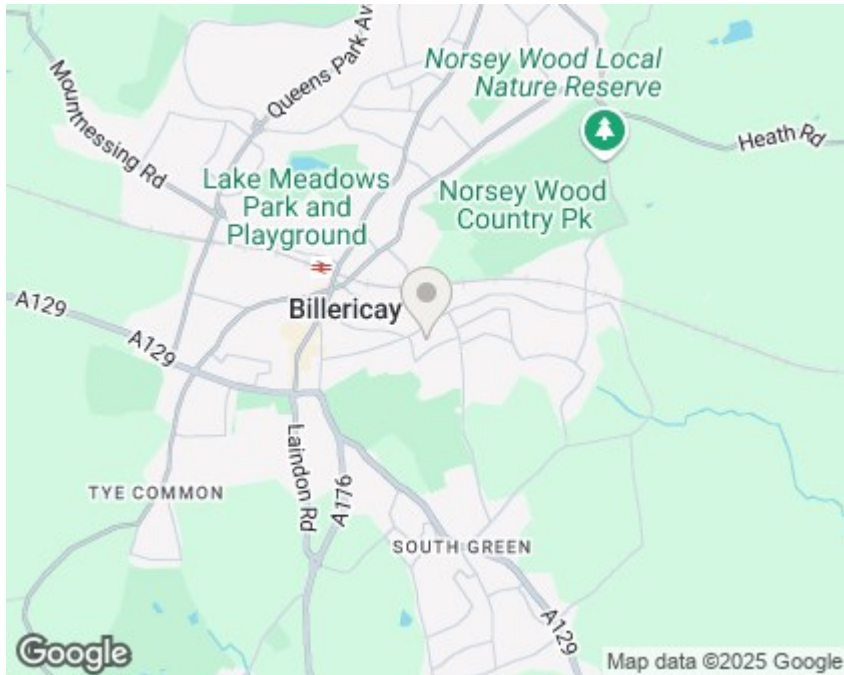 Queens Park Av
Norsey Wood Local
Nature Reserve
Mountnessing Rd
Heath Rd
Lake Meadows
Park and
Playground
Norsey Wood
Country Pk
A129
Billericay
A129
Laindon Rd
A176
TYE COMMON
SOUTH GREEN
A129
Google
Map data ©2025 Google